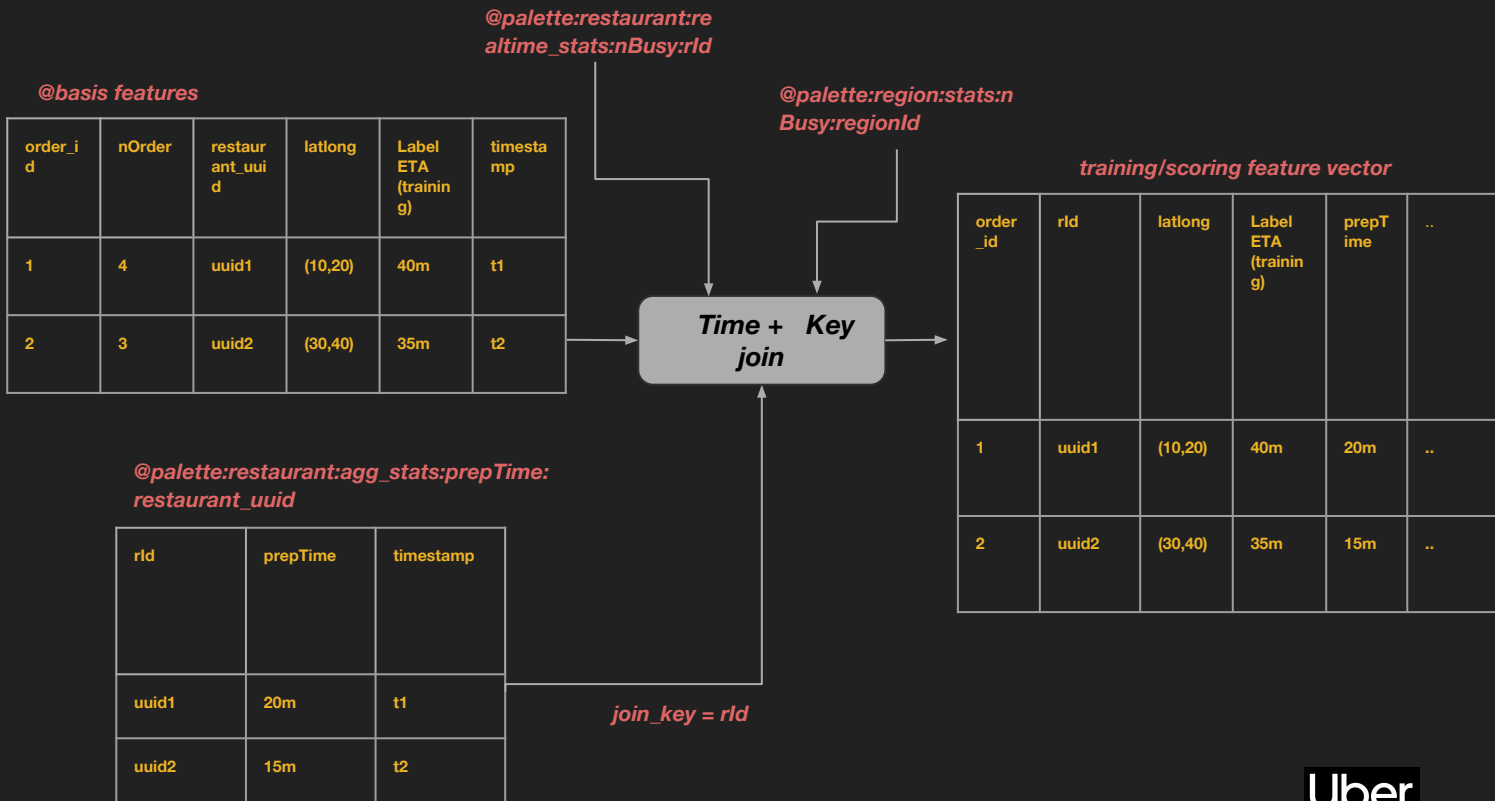 @palette:restaurant:re
altime_stats:nBusy:rId
@basis features
@palette:region:stats:n
Busy:regionId
training/scoring feature vector
order_i
d
nOrder
restaur
ant_uui
d
latlong
Label
ETA
(trainin
g)
timesta
mp
1
4
uuid1
(10,20)
40m
t1
2
3
uuid2
(30,40)
35m
t2
Time + Key
join
order
_id
rId
latlong
Label
ETA
(trainin
g)
prepT
ime
..
1
uuid1
(10,20)
40m
20m
..
2
uuid2
(30,40)
35m
15m
..
@palette:restaurant:agg_stats:prepTime:
restaurant_uuid
rId
prepTime
timestamp
uuid1
20m
t1
uuid2
15m
t2
join_key = rId
Uber